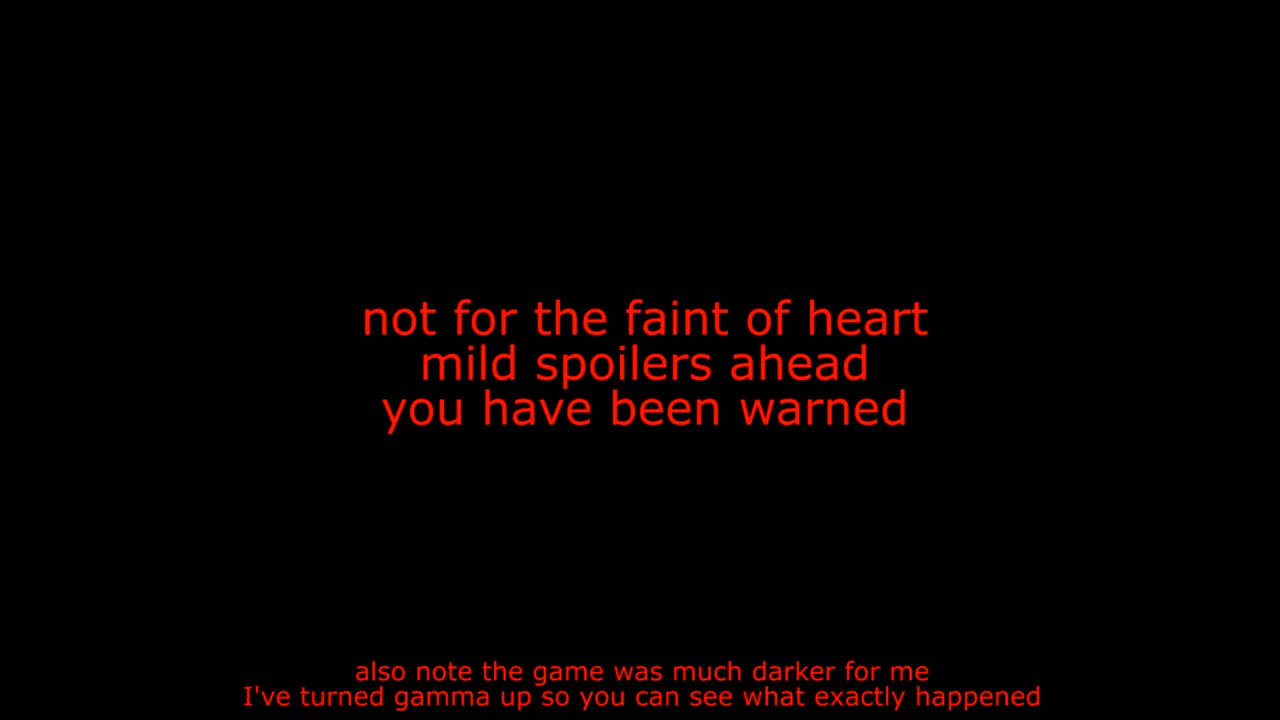 not for the faint of heart
mild spoilers ahead
you have been warned
also note the game was much darker for me
I've turned gamma up so you can see what exactly happened